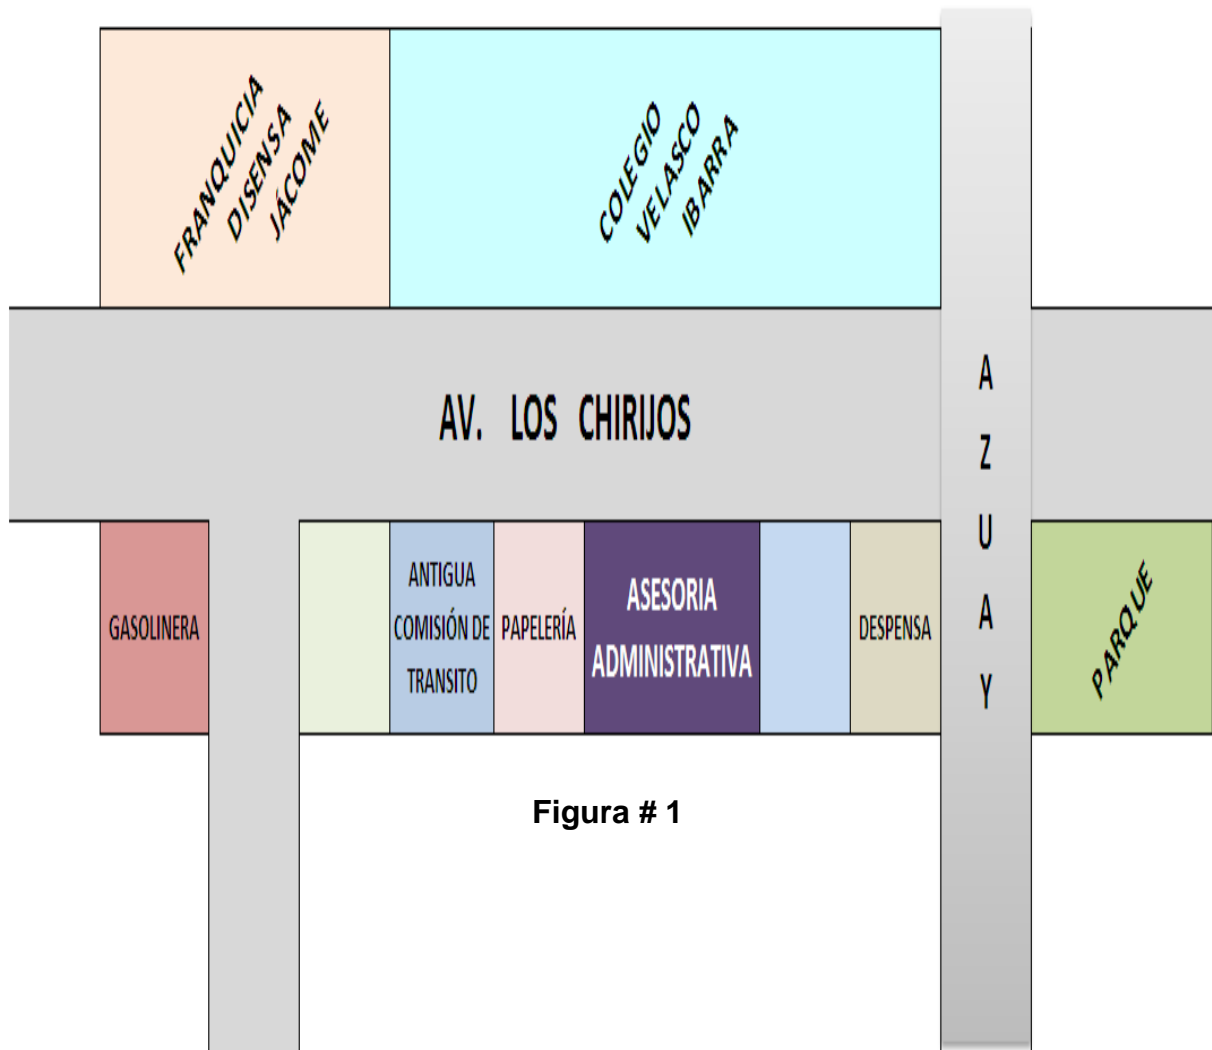 FRANQUICIA
DISENSA
JÁCOME
COLEGIO
VELASCO
IBARRA
AV. LOS CHIRIJOS
A
Z
U
A
Y
GASOLINERA
ANTIGUA
COMISIÓN DE
TRANSITO
PAPELERÍA
ASESORIA
ADMINISTRATIVA
DESPENSA
PARQUE
Figura # 1